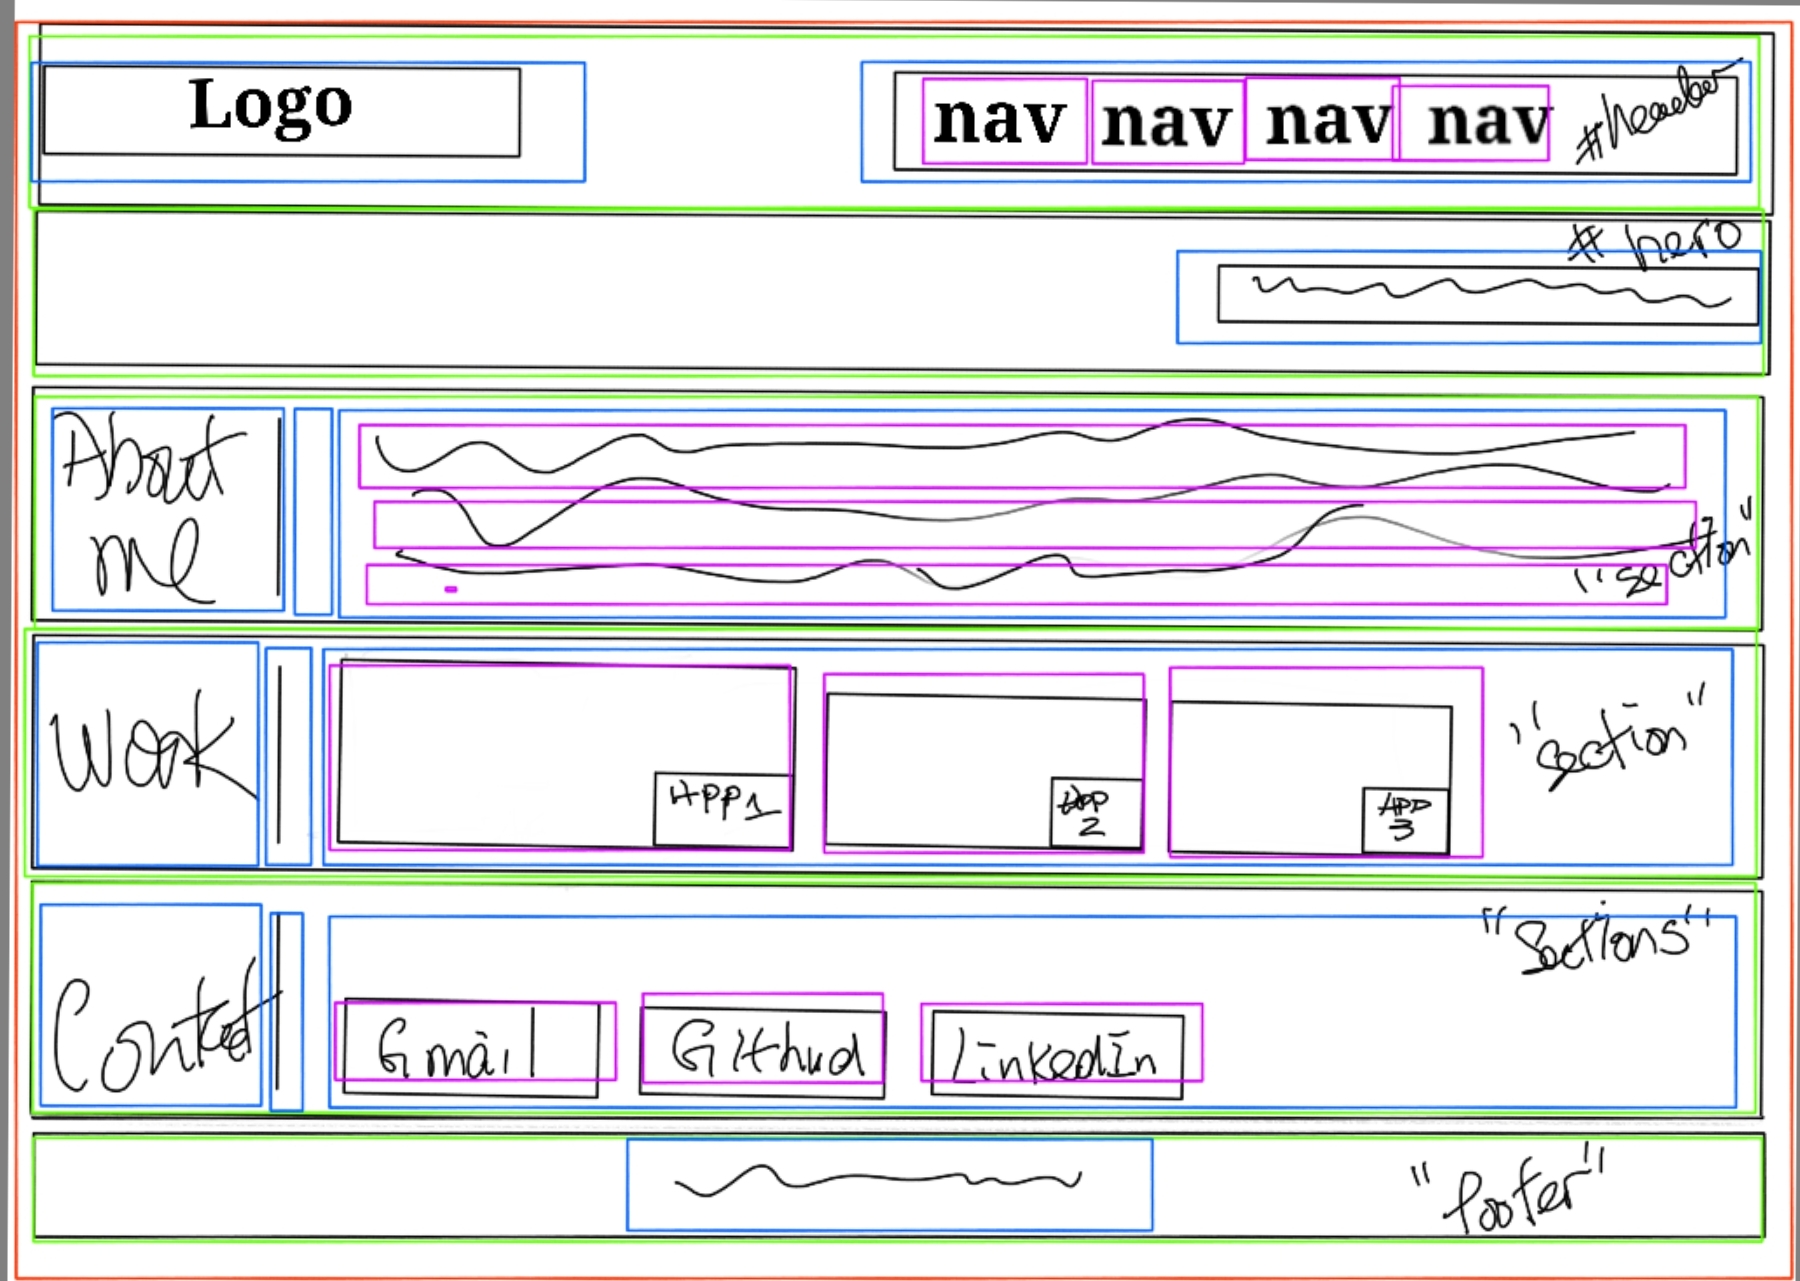 Logo
nav nav nav nav
#header
# hero
About
me
"section"
Work
APP1
App
2
APP
3
"section"
Contact
"Sections"
Gmail
Github
LinkedIn
"footer"